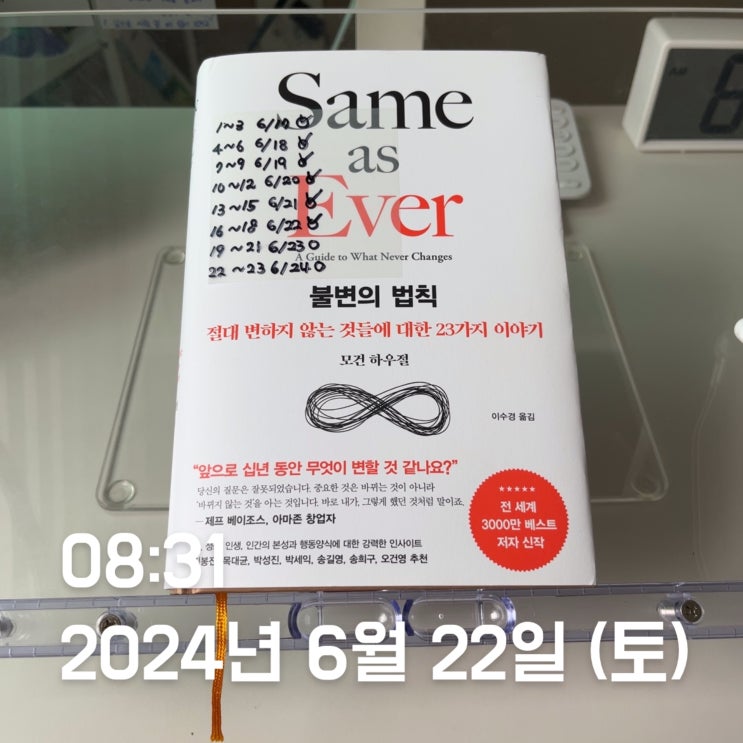 Same
as
Ever
A Guide to What Never Changes
1~3 6/17
4~6 6/18
7~9 6/19
10~12 6/20
13~15 6/21
16~18 6/22
19~21 6/23
22~23 6/24
불변의 법칙
절대 변하지 않는 것들에 대한 23가지 이야기
모건 하우절
이수경 옮김
"앞으로 십년 동안 무엇이 변할 것 같나요?"
당신의 질문은 잘못되었습니다. 중요한 것은 바뀌는 것이 아니라
'바뀌지 않는 것'을 아는 것입니다. 바로 내가, 그렇게 했던 것처럼 말이죠.
— 제프 베이조스, 아마존 창업자
인생, 인간의 본성과 행동양식에 대한 강력한 인사이트
목대균, 박성진, 박세익, 송길영, 송희구, 오건영 추천
★★★★★
전 세계
3000만 베스트
저자 신작
AM
08:31
2024년 6월 22일 (토)